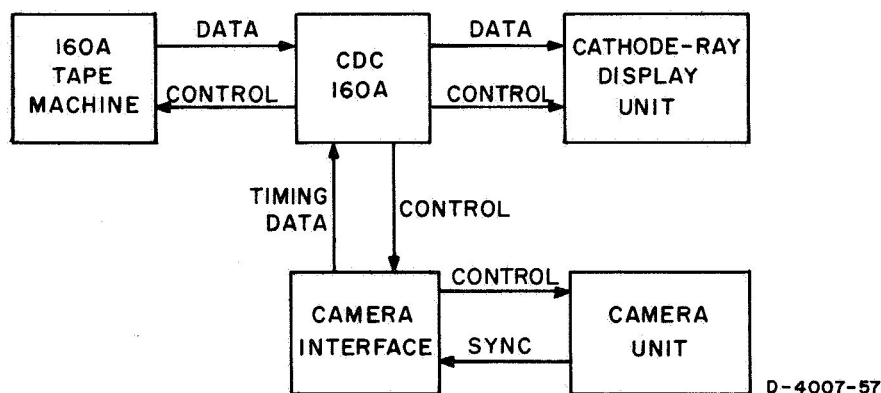 160A
TAPE
MACHINE
DATA
CONTROL
CDC
160A
DATA
CONTROL
CATHODE-RAY
DISPLAY
UNIT
TIMING
DATA
CONTROL
CAMERA
INTERFACE
CONTROL
SYNC
CAMERA
UNIT
D-4007-57